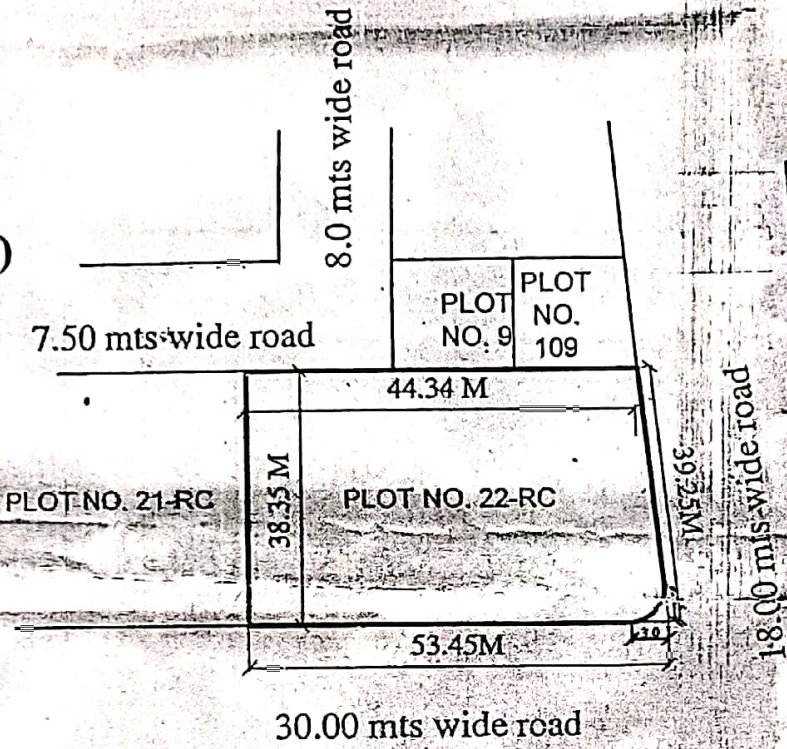 8.0 mts wide road
)
7.50 mts wide road
PLOT
NO. 9
PLOT
NO.
109
44.34 M
38.35 M
39.25M
18.00 mts wide road
PLOT NO. 21-RC
PLOT NO. 22-RC
53.45M
30.00 mts wide road